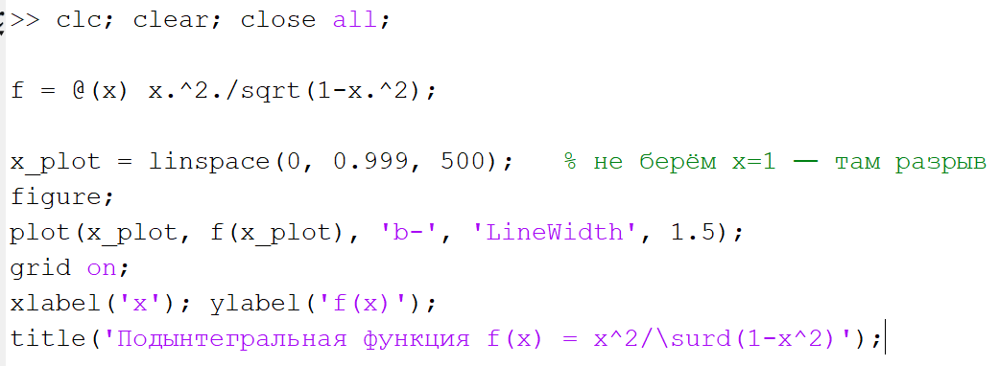 >> clc; clear; close all;
f = @(x) x.^2./sqrt(1-x.^2);
x_plot = linspace(0, 0.999, 500);   % не берём x=1 — там разрыв
figure;
plot(x_plot, f(x_plot), 'b-', 'LineWidth', 1.5);
grid on;
xlabel('x'); ylabel('f(x)');
title('Подынтегральная функция f(x) = x^2/\surd(1-x^2)');